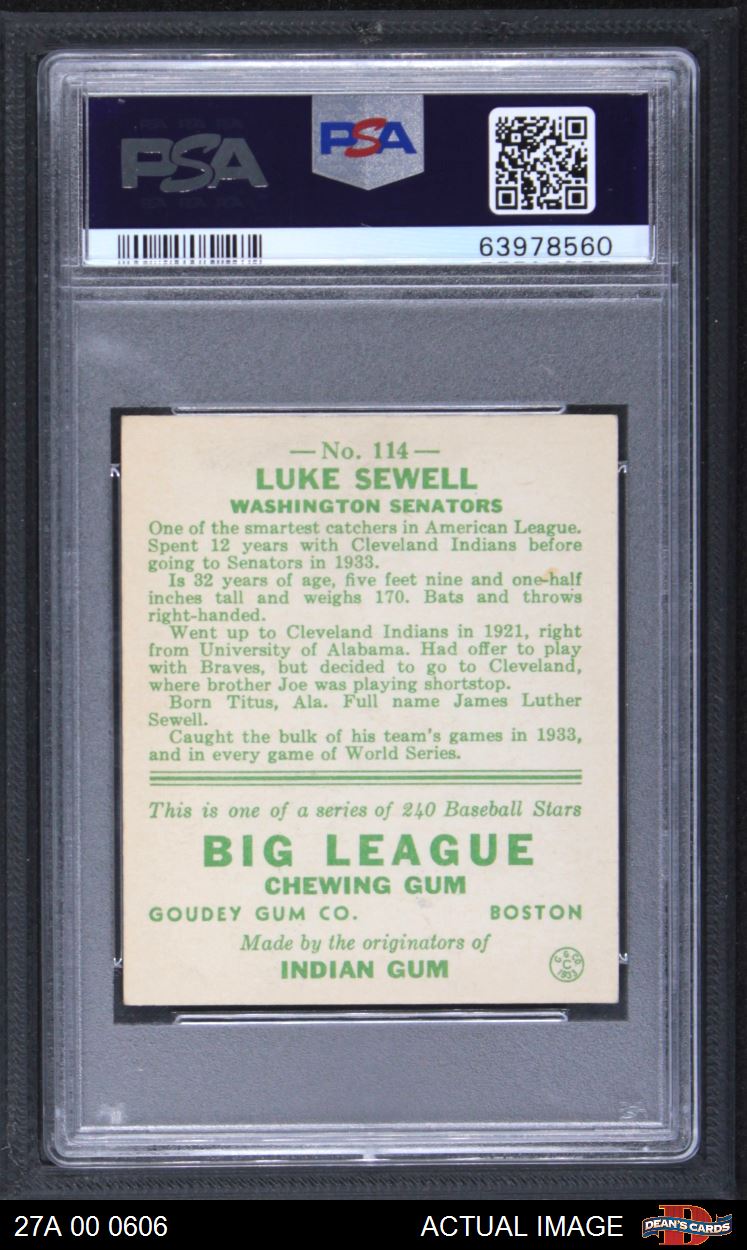 PSA
PSA
63978560
— No. 114 —
LUKE SEWELL
WASHINGTON SENATORS
One of the smartest catchers in American League.
Spent 12 years with Cleveland Indians before
going to Senators in 1933.
Is 32 years of age, five feet nine and one-half
inches tall and weighs 170. Bats and throws
right-handed.
Went up to Cleveland Indians in 1921, right
from University of Alabama. Had offer to play
with Braves, but decided to go to Cleveland,
where brother Joe was playing shortstop.
Born Titus, Ala. Full name James Luther
Sewell.
Caught the bulk of his team's games in 1933,
and in every game of World Series.
This is one of a series of 240 Baseball Stars
BIG LEAGUE
CHEWING GUM
GOUDEY GUM CO. BOSTON
Made by the originators of
INDIAN GUM
G. G. CO.
C
1933
27A 00 0606 ACTUAL IMAGE DEAN'S CARDS